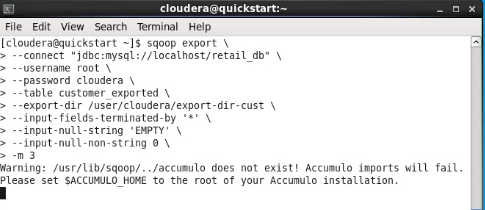 cloudera@quickstart:~
File Edit View Search Terminal Help
[cloudera@quickstart ~]$ sqoop export \
> --connect "jdbc:mysql://localhost/retail_db" \
> --username root \
> --password cloudera \
> --table customer_exported \
> --export-dir /user/cloudera/export-dir-cust \
> --input-fields-terminated-by '*' \
> --input-null-string 'EMPTY' \
> --input-null-non-string 0 \
> -m 3
Warning: /usr/lib/sqoop/../accumulo does not exist! Accumulo imports will fail.
Please set $ACCUMULO_HOME to the root of your Accumulo installation.